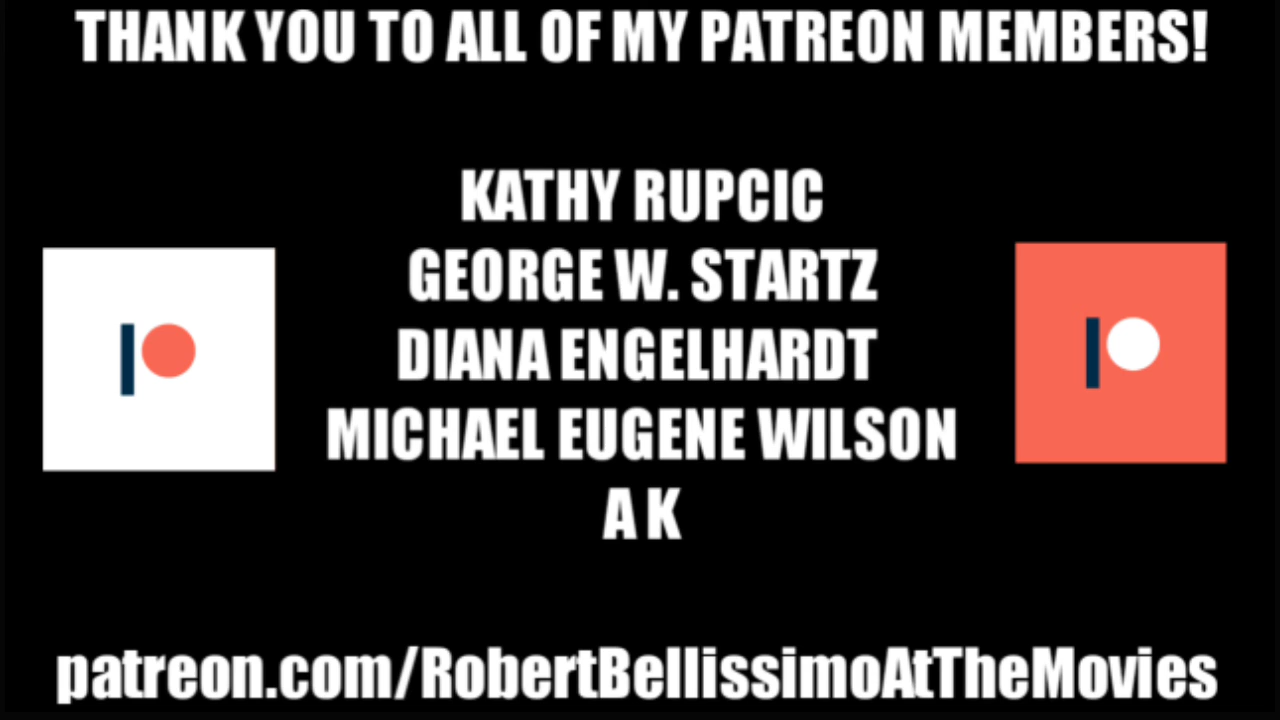 THANK YOU TO ALL OF MY PATREON MEMBERS!
KATHY RUPCIC
GEORGE W. STARTZ
DIANA ENGELHARDT
MICHAEL EUGENE WILSON
A K
patreon.com/RobertBellissimoAtTheMovies